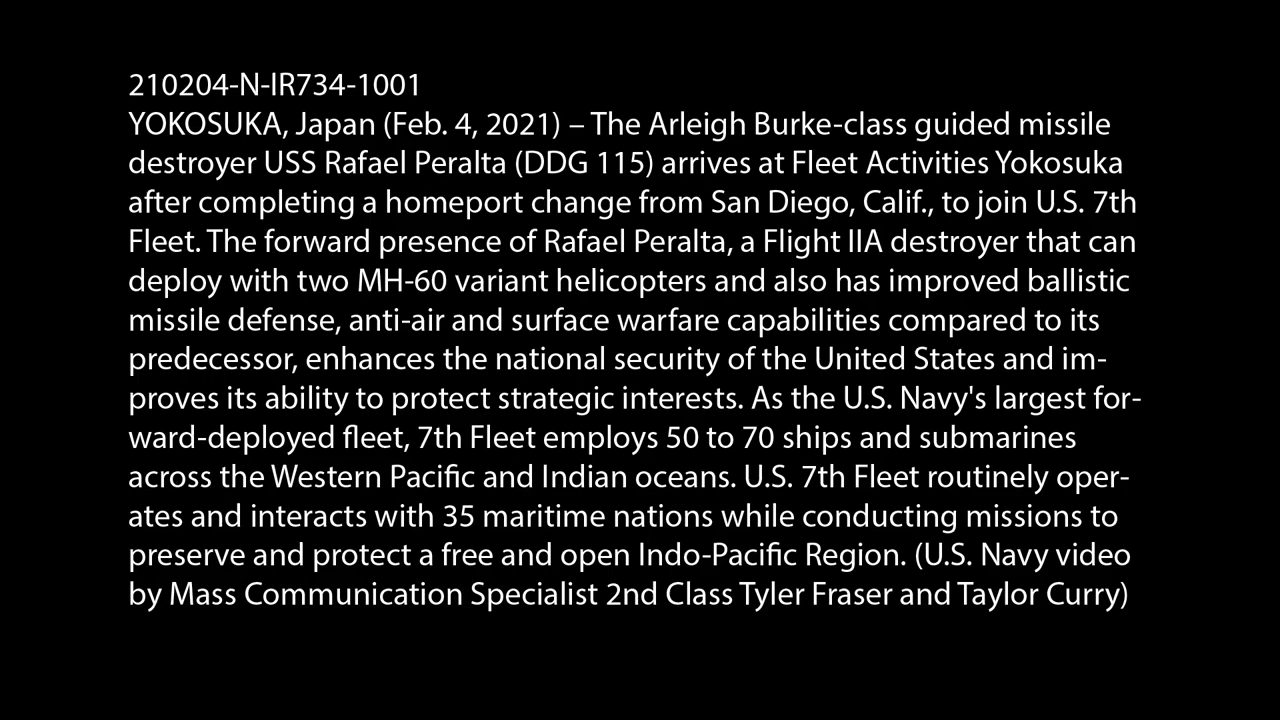 210204-N-IR734-1001
YOKOSUKA, Japan (Feb. 4, 2021) – The Arleigh Burke-class guided missile
destroyer USS Rafael Peralta (DDG 115) arrives at Fleet Activities Yokosuka
after completing a homeport change from San Diego, Calif., to join U.S. 7th
Fleet. The forward presence of Rafael Peralta, a Flight IIA destroyer that can
deploy with two MH-60 variant helicopters and also has improved ballistic
missile defense, anti-air and surface warfare capabilities compared to its
predecessor, enhances the national security of the United States and im-
proves its ability to protect strategic interests. As the U.S. Navy's largest for-
ward-deployed fleet, 7th Fleet employs 50 to 70 ships and submarines
across the Western Pacific and Indian oceans. U.S. 7th Fleet routinely oper-
ates and interacts with 35 maritime nations while conducting missions to
preserve and protect a free and open Indo-Pacific Region. (U.S. Navy video
by Mass Communication Specialist 2nd Class Tyler Fraser and Taylor Curry)